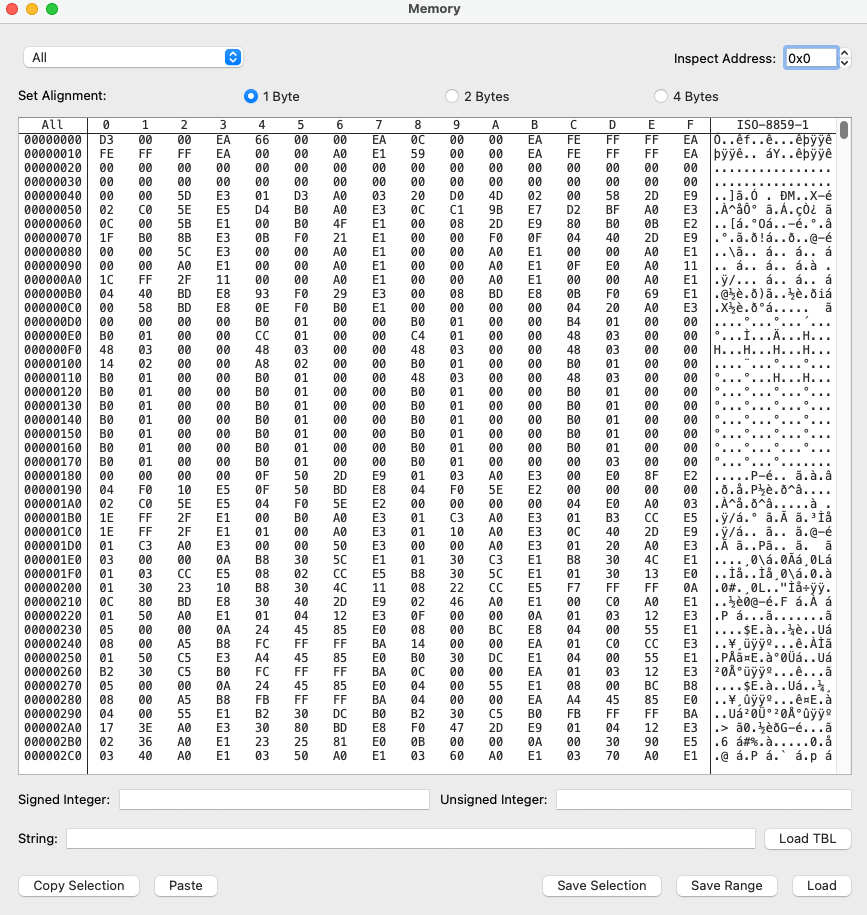 Memory
All
Inspect Address: 0x0
Set Alignment: 1 Byte 2 Bytes 4 Bytes
All 0 1 2 3 4 5 6 7 8 9 A B C D E F ISO-8859-1
00000000 D3 00 00 EA 66 00 00 EA 0C 00 00 EA FE FF FF EA Ó..êf..ê...êþÿÿê
00000010 FE FF FF EA 00 00 A0 E1 59 00 00 EA FE FF FF EA þÿÿê.. áY..êþÿÿê
00000020 00 00 00 00 00 00 00 00 00 00 00 00 00 00 00 00 ................
00000030 00 00 00 00 00 00 00 00 00 00 00 00 00 00 00 00 ................
00000040 00 00 5D E3 01 D3 A0 03 20 D0 4D 02 00 58 2D E9 ..]ã.Ó . ÐM..X-é
00000050 02 C0 5E E5 D4 B0 A0 E3 0C C1 9B E7 D2 BF A0 E3
00000060 0C 00 5B E1 00 B0 4F E1 00 08 2D E9 80 B0 0B E2
00000070 1F B0 8B E3 0B F0 21 E1 00 00 F0 0F 04 40 2D E9
00000080 00 00 5C E3 00 00 A0 E1 00 00 A0 E1 00 00 A0 E1 ..\ã.. á.. á.. á
00000090 00 00 A0 E1 00 00 A0 E1 00 00 A0 E1 0F E0 A0 11 .. á.. á.. á.à .
000000A0 1C FF 2F 11 00 00 A0 E1 00 00 A0 E1 00 00 A0 E1 .ÿ/... á.. á.. á
000000B0 04 40 BD E8 93 F0 29 E3 00 08 BD E8 0B F0 69 E1 .@½è.ð)ã..½è.ðiá
000000C0 00 58 BD E8 0E F0 B0 E1 00 00 00 00 04 20 A0 E3
000000D0 00 00 00 00 B0 01 00 00 B0 01 00 00 B4 01 00 00 ....°...°...´...
000000E0 B0 01 00 00 CC 01 00 00 C4 01 00 00 48 03 00 00 °...Ì...Ä...H...
000000F0 48 03 00 00 48 03 00 00 48 03 00 00 48 03 00 00 H...H...H...H...
00000100 14 02 00 00 A8 02 00 00 B0 01 00 00 B0 01 00 00 ....¨...°...°...
00000110 B0 01 00 00 B0 01 00 00 48 03 00 00 48 03 00 00 °...°...H...H...
00000120 B0 01 00 00 B0 01 00 00 B0 01 00 00 B0 01 00 00 °...°...°...°...
00000130 B0 01 00 00 B0 01 00 00 B0 01 00 00 B0 01 00 00 °...°...°...°...
00000140 B0 01 00 00 B0 01 00 00 B0 01 00 00 B0 01 00 00 °...°...°...°...
00000150 B0 01 00 00 B0 01 00 00 B0 01 00 00 B0 01 00 00 °...°...°...°...
00000160 B0 01 00 00 B0 01 00 00 B0 01 00 00 B0 01 00 00 °...°...°...°...
00000170 B0 01 00 00 B0 01 00 00 B0 01 00 00 00 03 00 00 °...°...°.......
00000180 00 00 00 00 0F 50 2D E9 01 03 A0 E3 00 E0 8F E2 .....P-é.. ã.à.â
00000190 04 F0 10 E5 0F 50 BD E8 04 F0 5E E2 00 00 00 00 .ð.å.P½è.ð^â....
000001A0 02 C0 5E E5 04 F0 5E E2 00 00 00 00 04 E0 A0 03 .À^å.ð^â.....à .
000001B0 1E FF 2F E1 00 B0 A0 E3 01 C3 A0 E3 01 B3 CC E5
000001C0 1E FF 2F E1 01 00 A0 E3 01 10 A0 E3 0C 40 2D E9 .ÿ/á.. ã.. ã.@-é
000001D0 01 C3 A0 E3 00 00 50 E3 00 00 A0 E3 01 20 A0 E3 .Ã ã..Pã.. ã.  ã
000001E0 03 00 00 0A B8 30 5C E1 01 30 C3 E1 B8 30 4C E1 ....¸0\á.0Ãá¸0Lá
000001F0 01 03 CC E5 08 02 CC E5 B8 30 5C E1 01 30 13 E0 ..Ìå..Ìå¸0\á.0.à
00000200 01 30 23 10 B8 30 4C 11 08 22 CC E5 F7 FF FF 0A .0#.¸0L.."Ìå÷ÿÿ.
00000210 0C 80 BD E8 30 40 2D E9 02 46 A0 E1 00 C0 A0 E1 ..½è0@-é.F á.À á
00000220 01 50 A0 E1 01 04 12 E3 0F 00 00 0A 01 03 12 E3 .P á...ã.......ã
00000230 05 00 00 0A 24 45 85 E0 08 00 BC E8 04 00 55 E1 ....$E.à..¼è..Uá
00000240 08 00 A5 B8 FC FF FF BA 14 00 00 EA 01 C0 CC E3 ..¥¸üÿÿº...ê.ÀÌã
00000250 01 50 C5 E3 A4 45 85 E0 B0 30 DC E1 04 00 55 E1 .PÅã¤E.à°0Üá..Uá
00000260 B2 30 C5 B0 FC FF FF BA 0C 00 00 EA 01 03 12 E3 ²0Å°üÿÿº...ê...ã
00000270 05 00 00 0A 24 45 85 E0 04 00 55 E1 08 00 BC B8 ....$E.à..Uá..¼¸
00000280 08 00 A5 B8 FB FF FF BA 04 00 00 EA A4 45 85 E0 ..¥¸ûÿÿº...ê¤E.à
00000290 04 00 55 E1 B2 30 DC B0 B2 30 C5 B0 FB FF FF BA ..Uá²0Ü°²0Å°ûÿÿº
000002A0 17 3E A0 E3 30 80 BD E8 F0 47 2D E9 01 04 12 E3 .> ã0.½èðG-é...ã
000002B0 02 36 A0 E1 23 25 81 E0 0B 00 00 0A 00 30 90 E5 .6 á#%.à.....0.å
000002C0 03 40 A0 E1 03 50 A0 E1 03 60 A0 E1 03 70 A0 E1 .@ á.P á.` á.p á
Signed Integer: Unsigned Integer:
String: Load TBL
Copy Selection Paste Save Selection Save Range Load